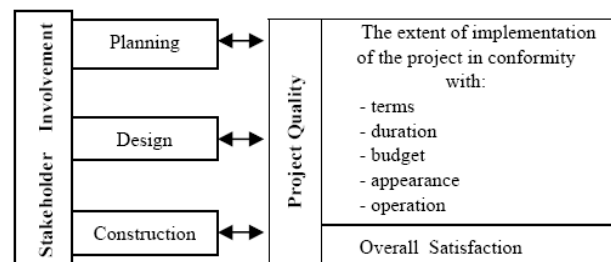 Stakeholder Involvement
Planning
Design
Construction
Project Quality
The extent of implementation
of the project in conformity
with:
- terms
- duration
- budget
- appearance
- operation
Overall Satisfaction